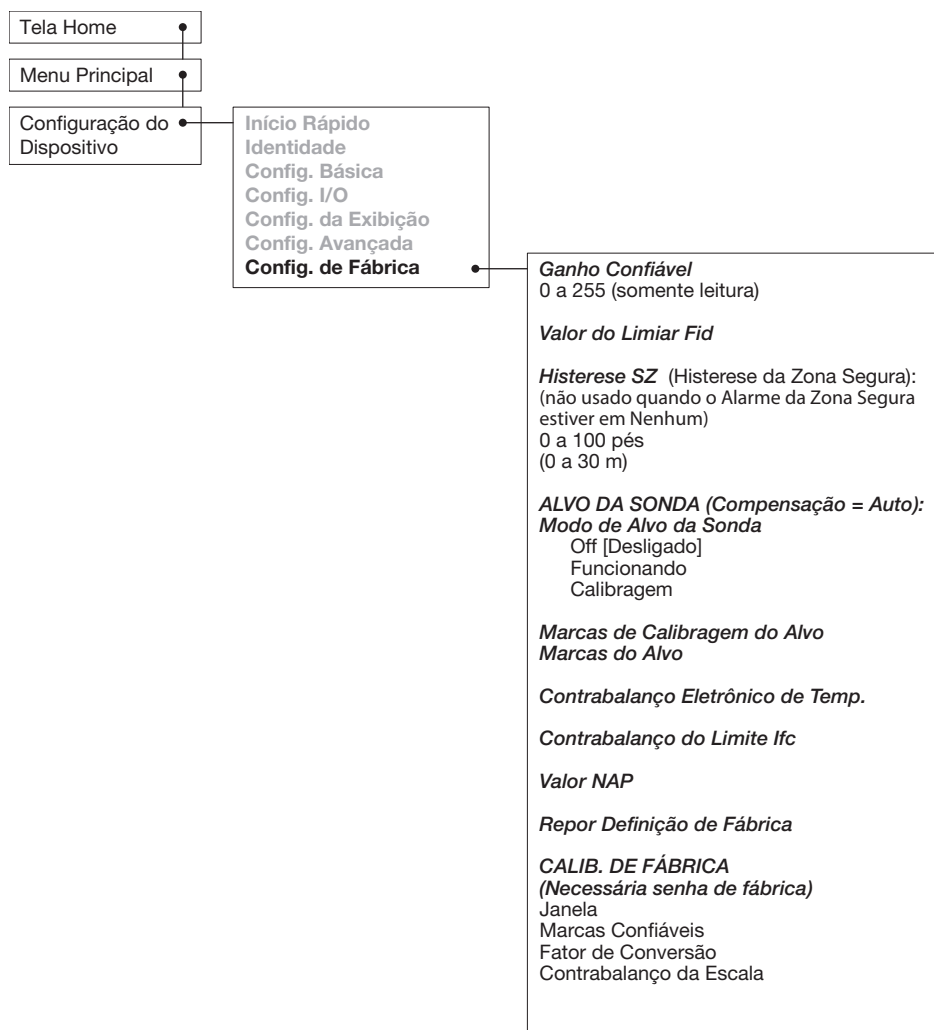 Tela Home
Menu Principal
Configuração do
Dispositivo
Início Rápido
Identidade
Config. Básica
Config. I/O
Config. da Exibição
Config. Avançada
Config. de Fábrica
Ganho Confiável
0 a 255 (somente leitura)
Valor do Limiar Fid
Histerese SZ (Histerese da Zona Segura):
(não usado quando o Alarme da Zona Segura
estiver em Nenhum)
0 a 100 pés
(0 a 30 m)
ALVO DA SONDA (Compensação = Auto):
Modo de Alvo da Sonda
Off [Desligado]
Funcionando
Calibragem
Marcas de Calibragem do Alvo
Marcas do Alvo
Contrabalanço Eletrônico de Temp.
Contrabalanço do Limite Ifc
Valor NAP
Repor Definição de Fábrica
CALIB. DE FÁBRICA
(Necessária senha de fábrica)
Janela
Marcas Confiáveis
Fator de Conversão
Contrabalanço da Escala